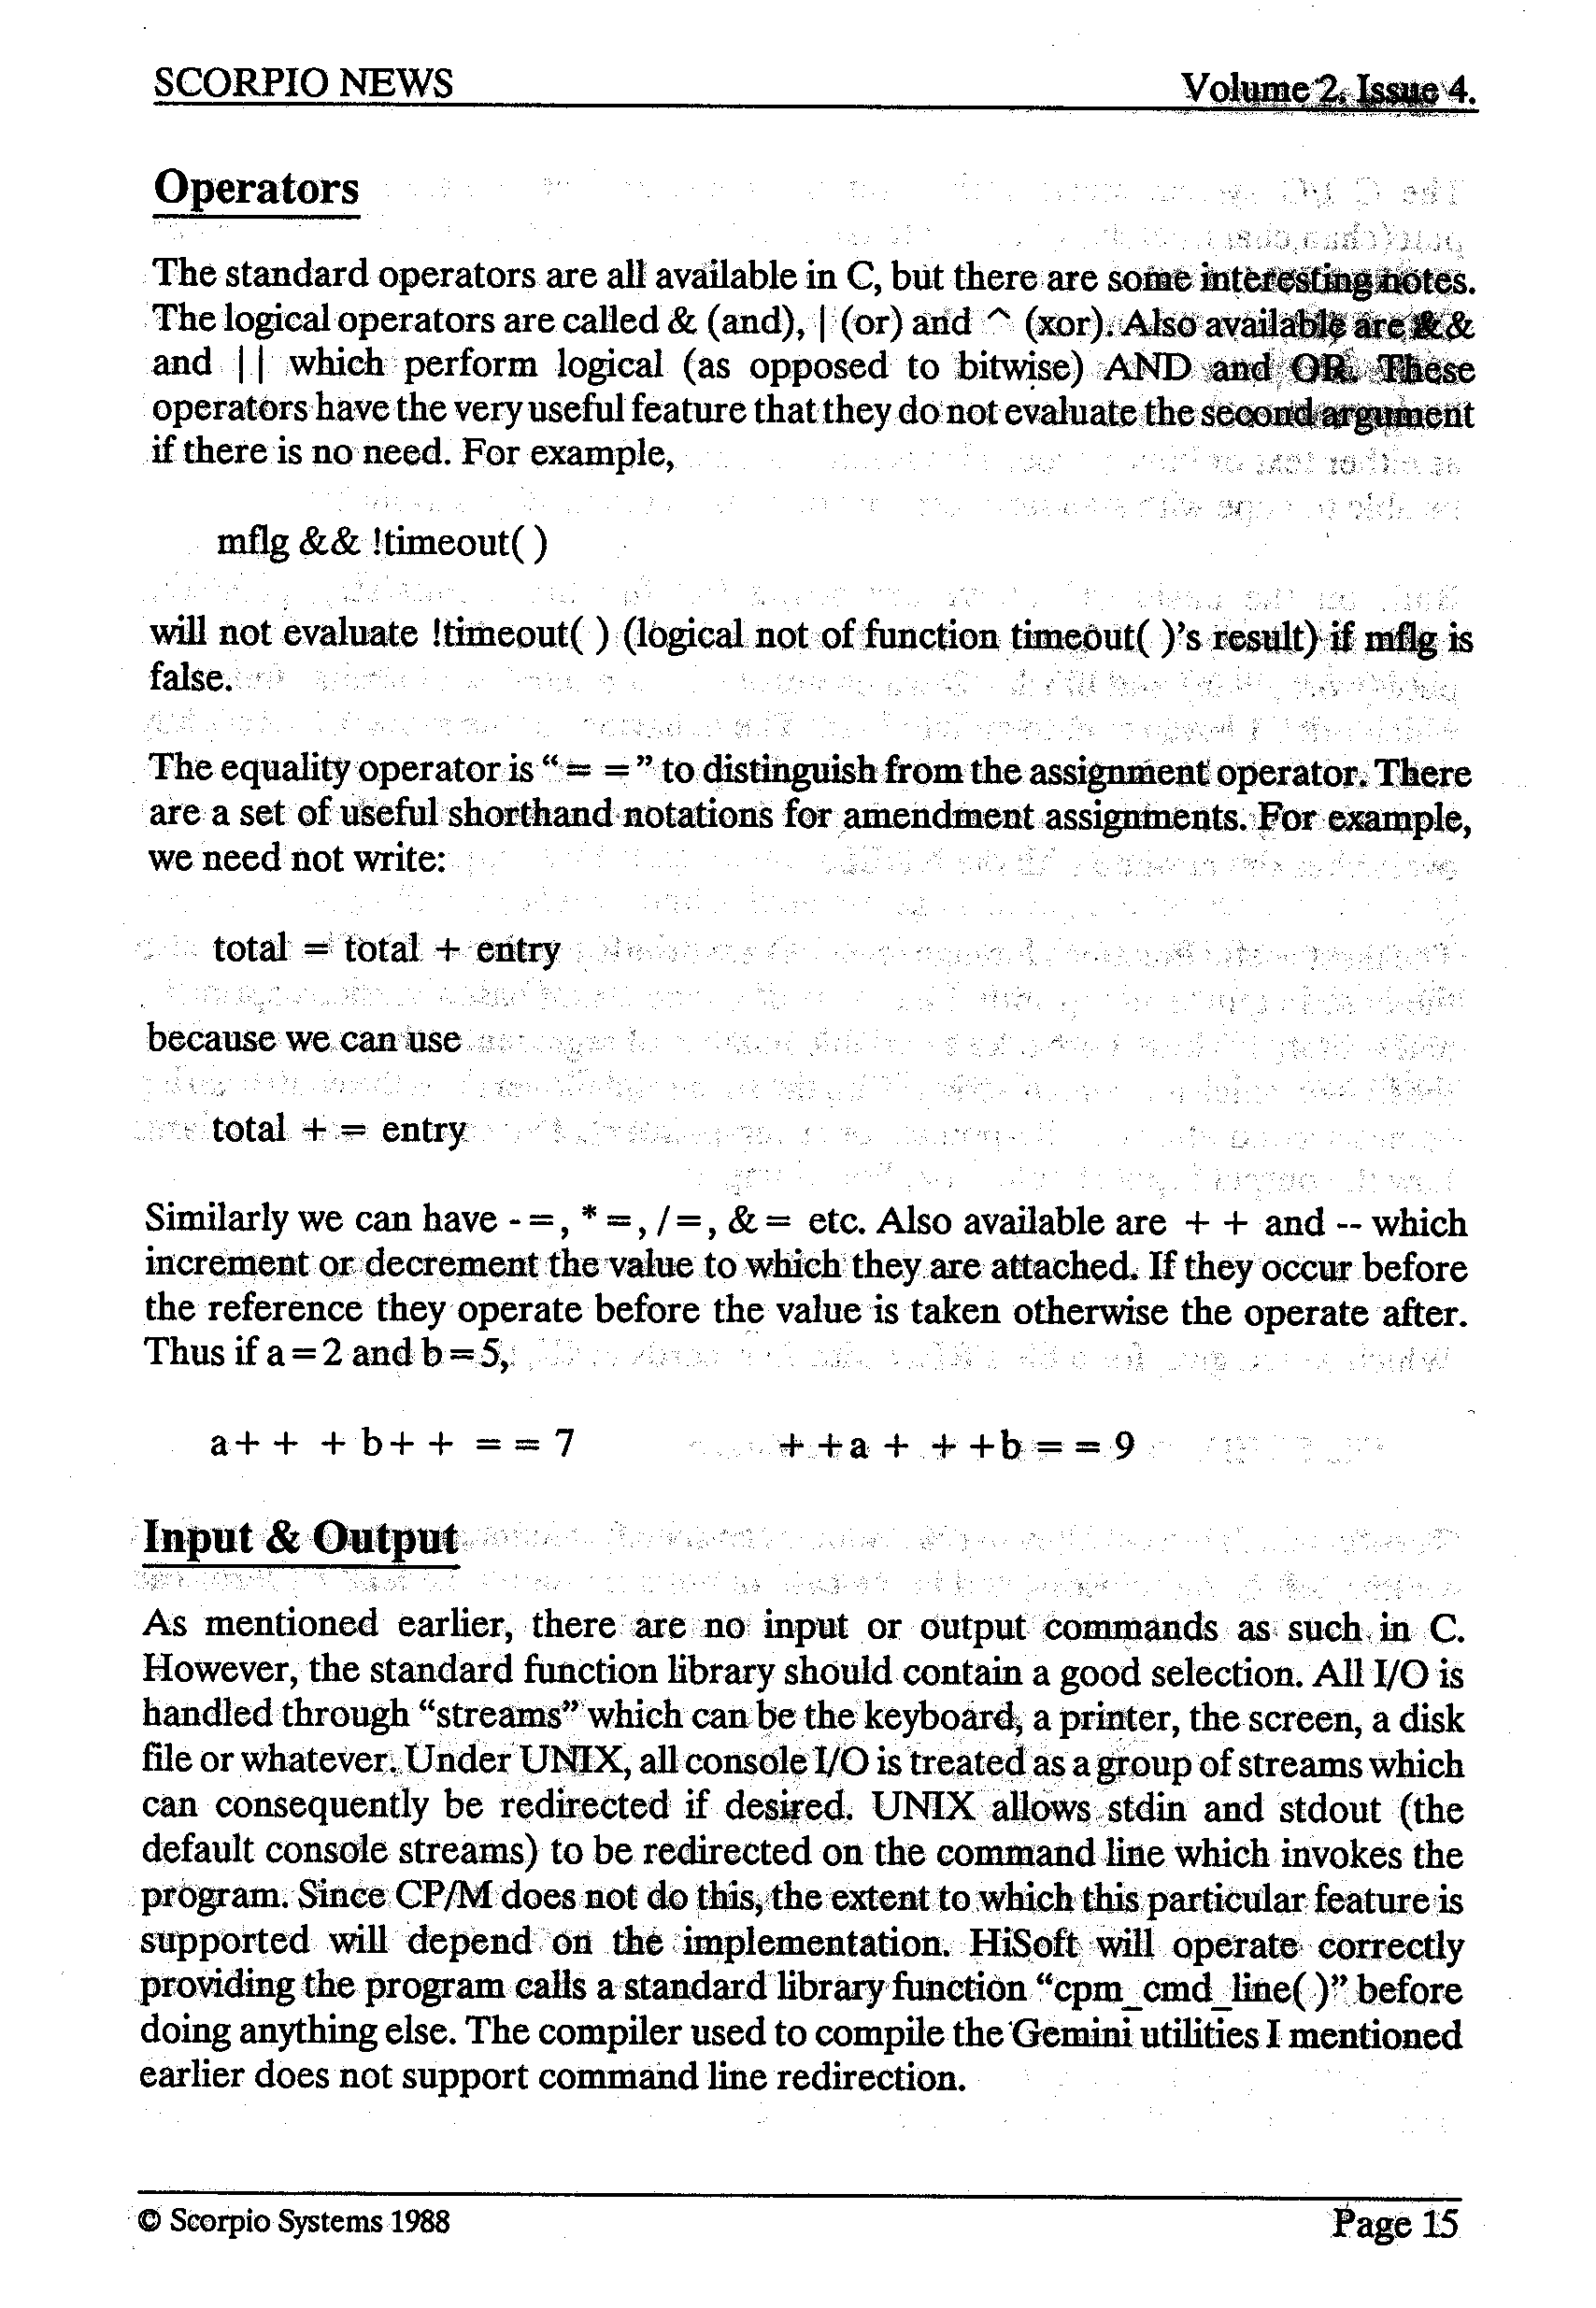 SCORPIO NEWS Volume 2, Issue 4.
Operators
The standard operators are all available in C, but there are some interesting notes.
The logical operators are called & (and), | (or) and ^ (xor). Also available are &&
and || which perform logical (as opposed to bitwise) AND and OR. These
operators have the very useful feature that they do not evaluate the second argument
if there is no need. For example,
mflg && !timeout( )
will not evaluate !timeout( ) (logical not of function timeout( )'s result) if mflg is
false.
The equality operator is “= =” to distinguish from the assignment operator. There
are a set of useful shorthand notations for amendment assignments. For example,
we need not write:
total = total + entry
because we can use
total + = entry
Similarly we can have - =, * =, / =, & = etc. Also available are + + and -- which
increment or decrement the value to which they are attached. If they occur before
the reference they operate before the value is taken otherwise the operate after.
Thus if a = 2 and b = 5,
a+ + + b+ + = = 7 + +a + + +b = = 9
Input & Output
As mentioned earlier, there are no input or output commands as such in C.
However, the standard function library should contain a good selection. All I/O is
handled through “streams” which can be the keyboard, a printer, the screen, a disk
file or whatever. Under UNIX, all console I/O is treated as a group of streams which
can consequently be redirected if desired. UNIX allows stdin and stdout (the
default console streams) to be redirected on the command line which invokes the
program. Since CP/M does not do this, the extent to which this particular feature is
supported will depend on the implementation. HiSoft will operate correctly
providing the program calls a standard library function “cpm_cmd_line( )” before
doing anything else. The compiler used to compile the Gemini utilities I mentioned
earlier does not support command line redirection.
© Scorpio Systems 1988 Page 15